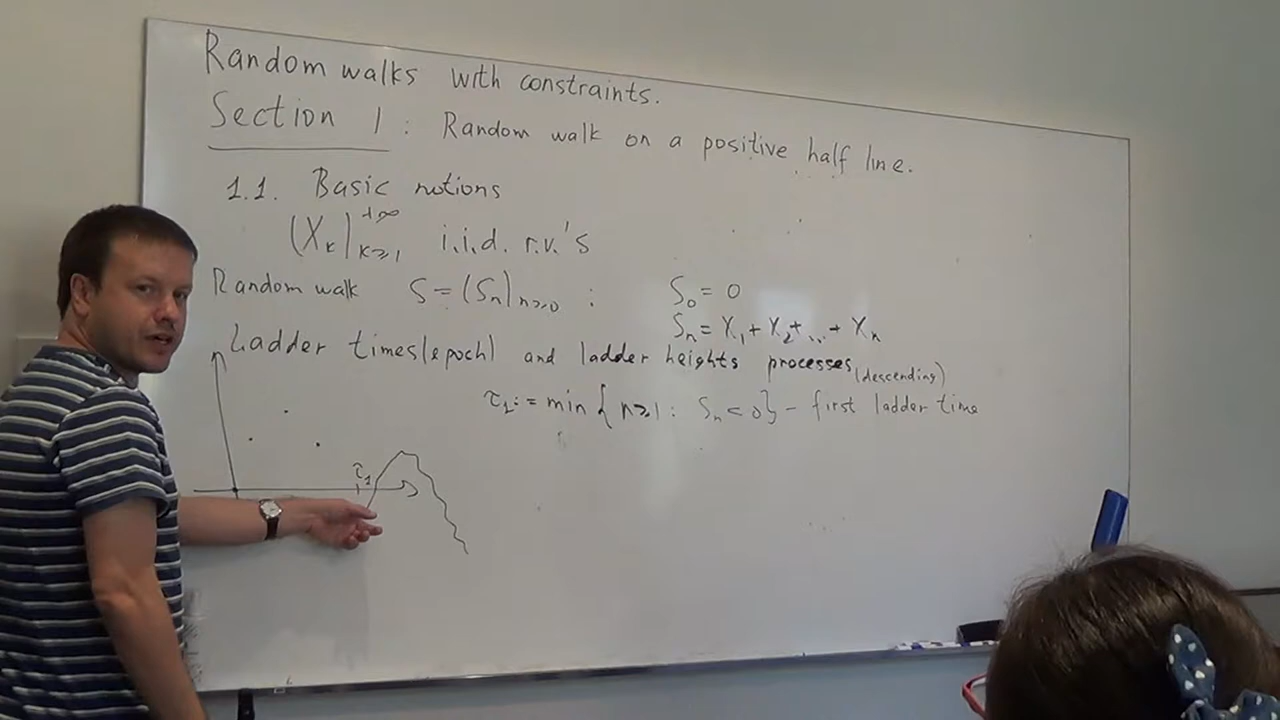 Random walks with constraints.
Section 1 : Random walk on a positive half line.
1.1. Basic notions
(X_k)_{k≥1}^{+∞} i.i.d. r.v.'s
Random walk S = (S_n)_{n≥0} : S_0 = 0
S_n = X_1 + X_2 + ... + X_n
Ladder times(epoch) and ladder heights processes (descending)
τ_1 := min { n≥1 : S_n < 0 } - first ladder time
τ_1